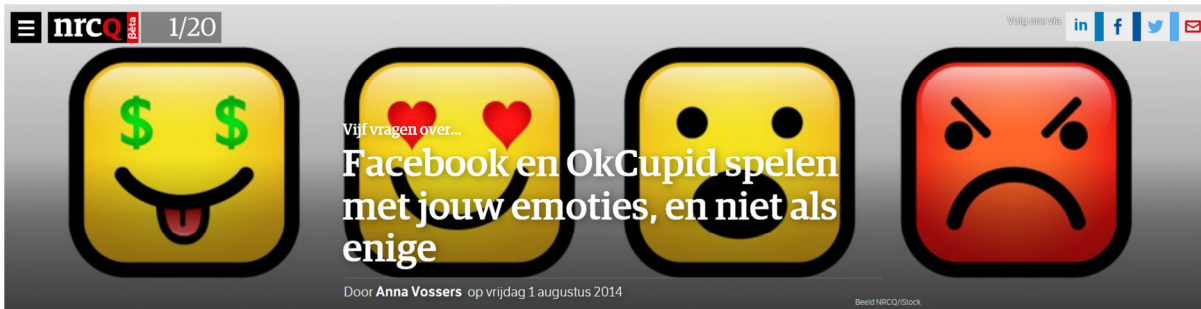 nrcQ Bèta 1/20 Volg ons via
Vijf vragen over...
Facebook en OkCupid spelen
met jouw emoties, en niet als
enige
Door Anna Vossers op vrijdag 1 augustus 2014
Beeld NRCQ/iStock